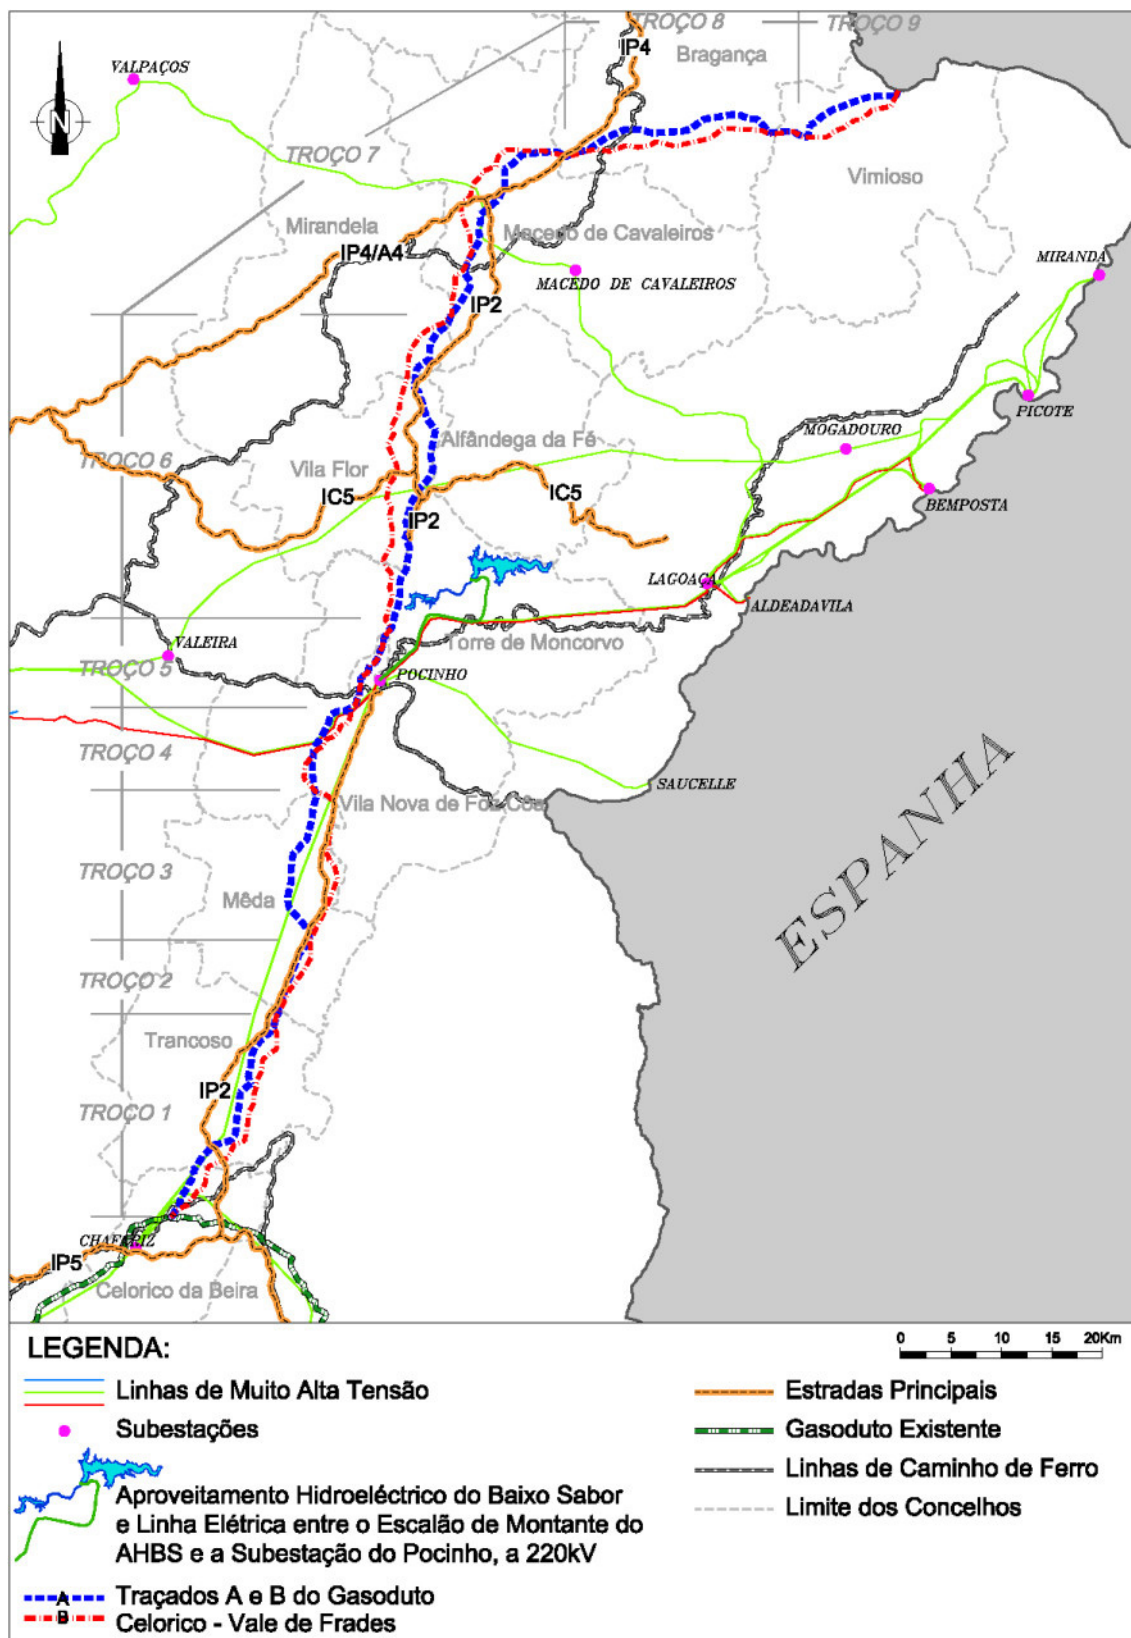 TROÇO 8
TROÇO 9
IP4
Bragança
VALPAÇOS
N
TROÇO 7
Vimioso
Mirandela
Macedo de Cavaleiros
IP4/A4
MIRANDA
MACEDO DE CAVALEIROS
IP2
PICOTE
MOGADOURO
Alfândega da Fé
TROÇO 6
Vila Flor
IC5
IC5
BEMPOSTA
IP2
LAGOAÇA
ALDEADAVILA
VALEIRA
Torre de Moncorvo
TROÇO 5
POCINHO
TROÇO 4
SAUCELLE
Vila Nova de Foz Côa
ESPANHA
TROÇO 3
Mêda
TROÇO 2
Trancoso
IP2
TROÇO 1
CHAFARIZ
IP5
Celorico da Beira
LEGENDA:
0 5 10 15 20Km
Linhas de Muito Alta Tensão
Estradas Principais
Subestações
Gasoduto Existente
Linhas de Caminho de Ferro
Aproveitamento Hidroeléctrico do Baixo Sabor
e Linha Elétrica entre o Escalão de Montante do
AHBS e a Subestação do Pocinho, a 220kV
Limite dos Concelhos
A
Traçados A e B do Gasoduto
B
Celorico - Vale de Frades